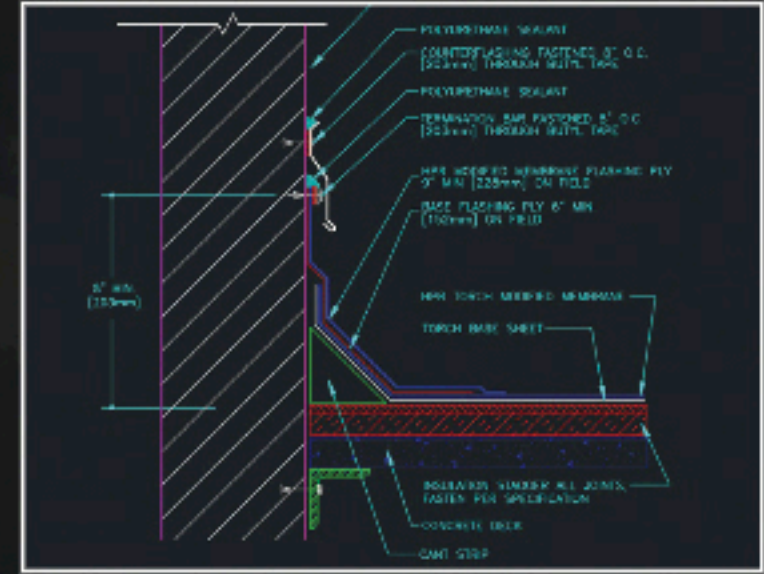 POLYURETHANE SEALANT
COUNTERFLASHING FASTENED 8" O.C.
[203mm] THROUGH BUTYL TAPE
POLYURETHANE SEALANT
TERMINATION BAR FASTENED 8" O.C.
[203mm] THROUGH BUTYL TAPE
HPR MODIFIED MEMBRANE FLASHING PLY
9" MIN [228mm] ON FIELD
BASE FLASHING PLY 6" MIN
[152mm] ON FIELD
8" MIN.
[203mm]
HPR TORCH MODIFIED MEMBRANE
TORCH BASE SHEET
INSULATION STAGGER ALL JOINTS,
FASTEN PER SPECIFICATION
CONCRETE DECK
CANT STRIP